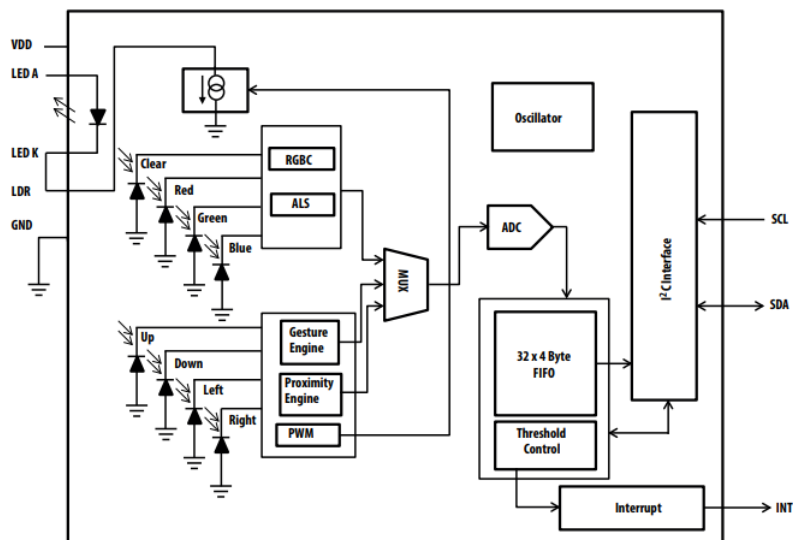 VDD
LED A
LED K
LDR
GND
Clear
Red
Green
Blue
RGBC
ALS
Up
Down
Left
Right
Gesture
Engine
Proximity
Engine
PWM
MUX
ADC
Oscillator
32 x 4 Byte
FIFO
Threshold
Control
I²C Interface
Interrupt
SCL
SDA
INT